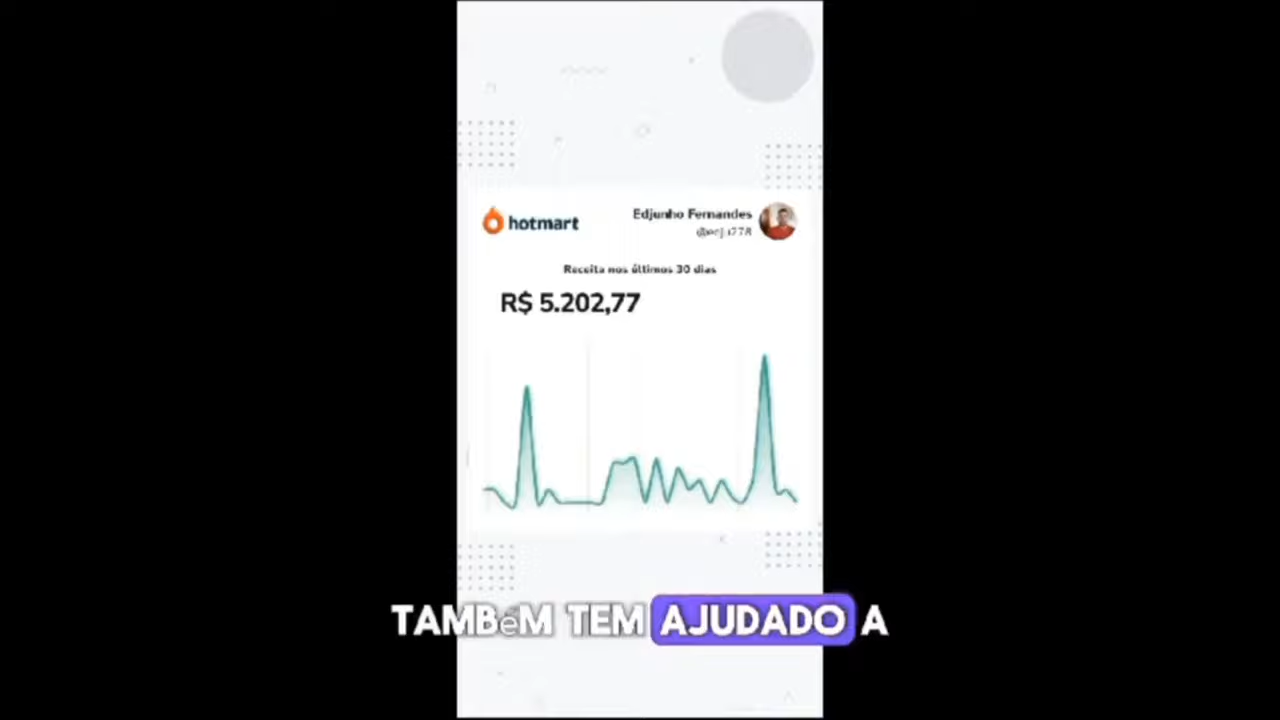 hotmart
Edjunho Fernandes
Receita nos últimos 30 dias
R$ 5.202,77
TAMBéM TEM AJUDADO A